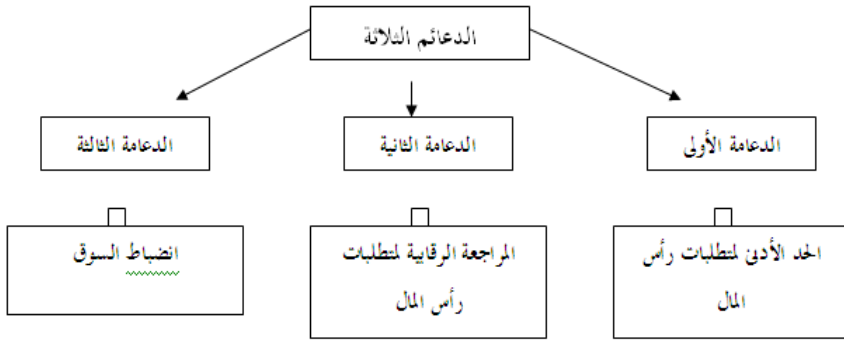 الدعائم الثلاثة
الدعامة الأولى
الدعامة الثانية
الدعامة الثالثة
الحد الأدنى لمتطلبات رأس
المال
المراجعة الرقابية لمتطلبات
رأس المال
انضباط السوق